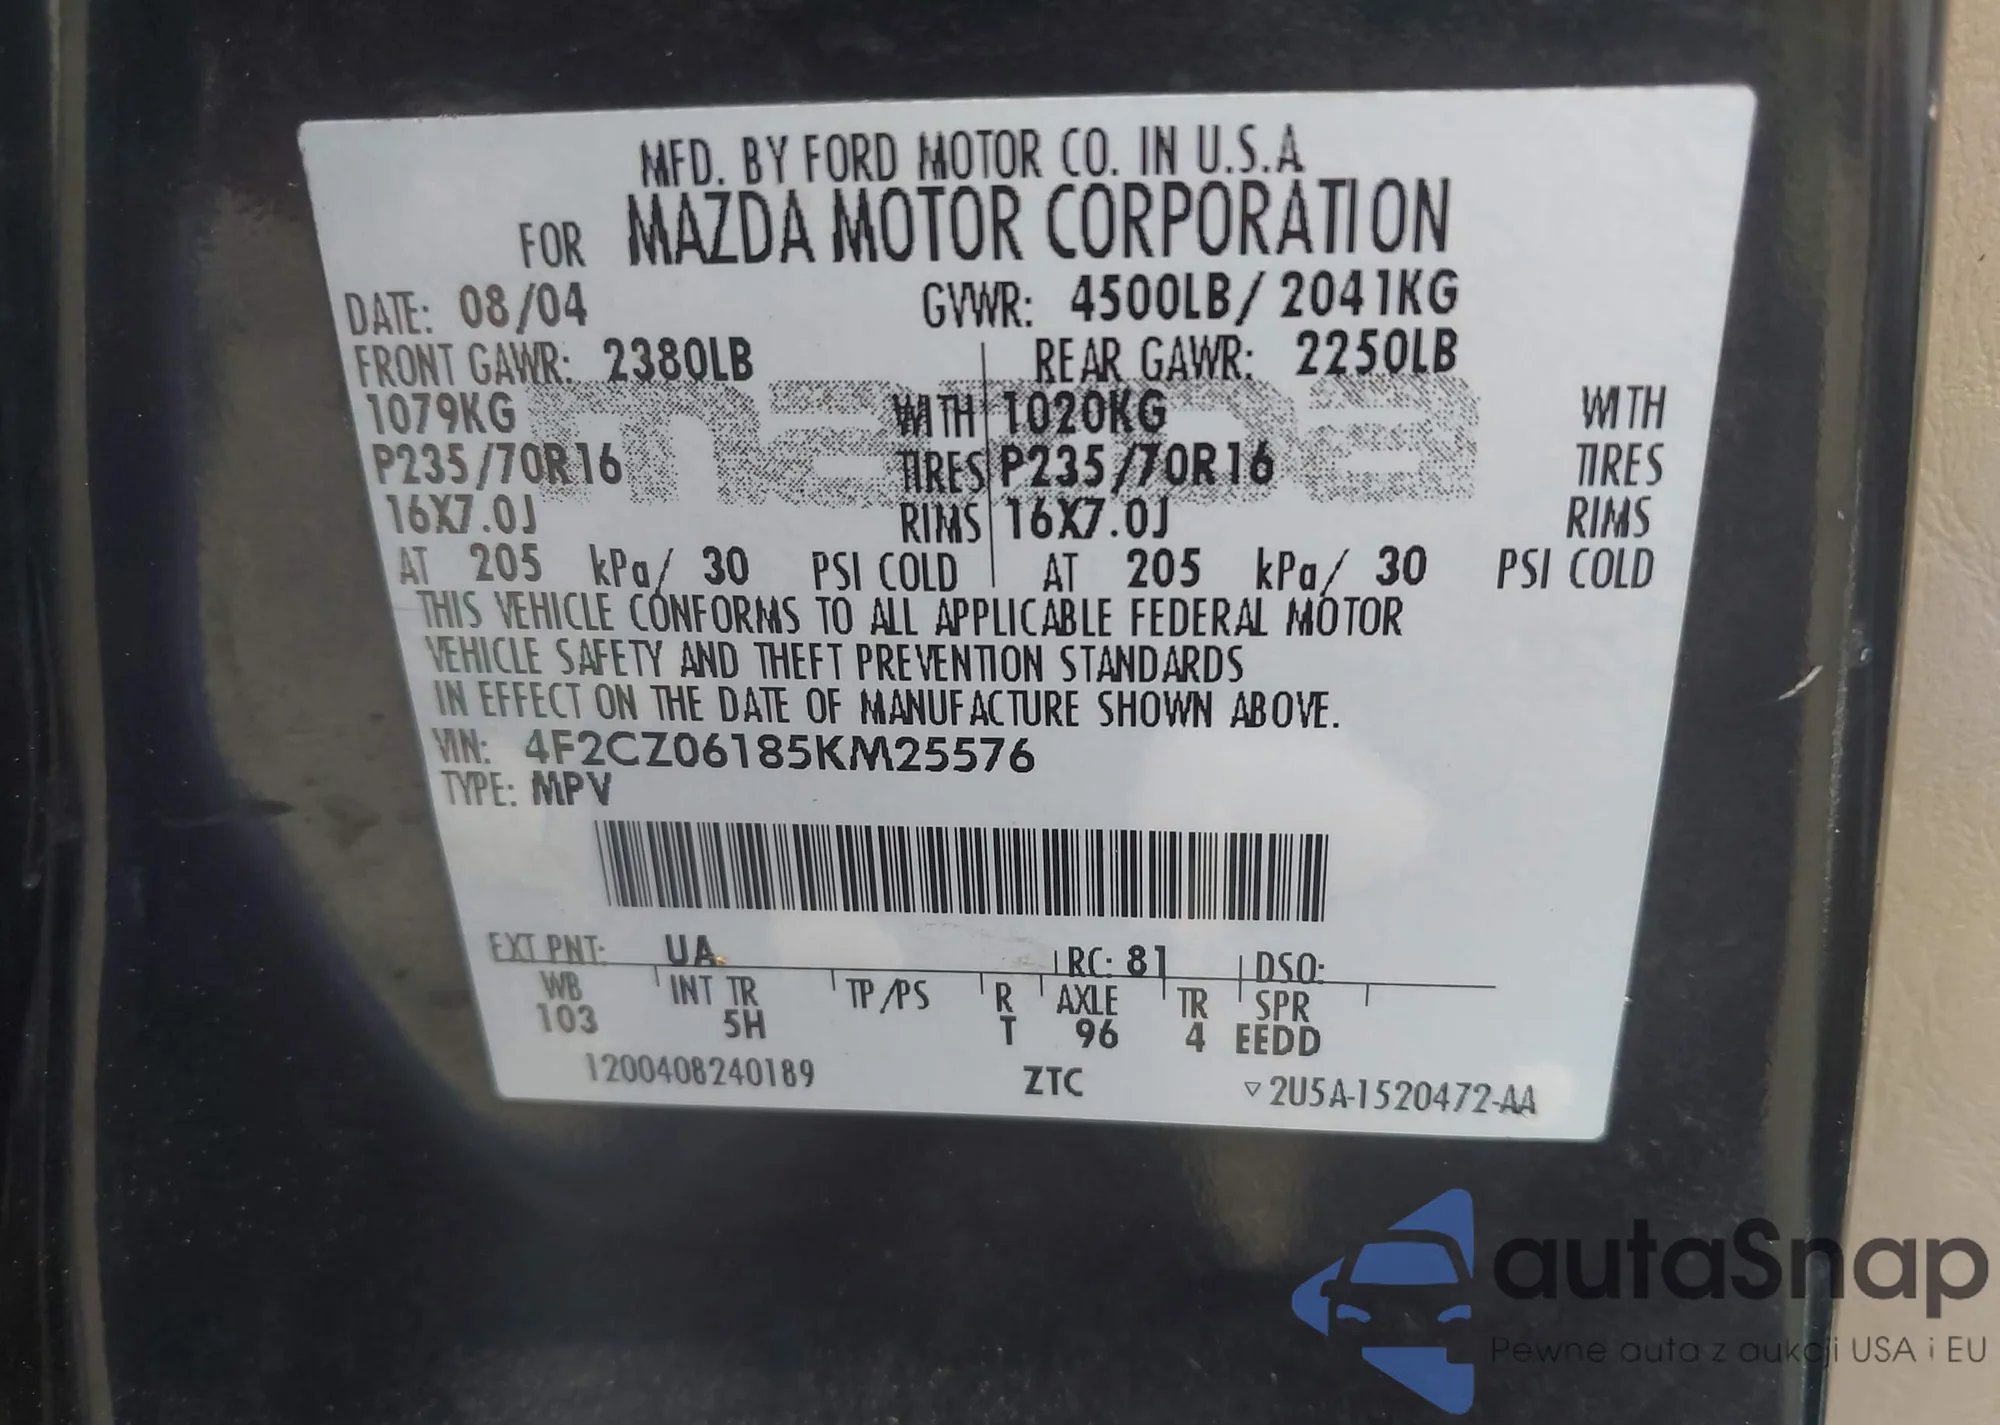 MFD. BY FORD MOTOR CO. IN U.S.A.
FOR MAZDA MOTOR CORPORATION
DATE: 08/04 GVWR: 4500LB/ 2041KG
FRONT GAWR: 2380LB REAR GAWR: 2250LB
1079KG WITH 1020KG WITH
P235/70R16 TIRES P235/70R16 TIRES
16X7.0J RIMS 16X7.0J RIMS
AT 205 kPa/ 30 PSI COLD AT 205 kPa/ 30 PSI COLD
THIS VEHICLE CONFORMS TO ALL APPLICABLE FEDERAL MOTOR
VEHICLE SAFETY AND THEFT PREVENTION STANDARDS
IN EFFECT ON THE DATE OF MANUFACTURE SHOWN ABOVE.
VIN: 4F2CZ06185KM25576
TYPE: MPV
EXT PNT: UA RC: 81 DSO:
WB INT TR TP/PS R AXLE TR SPR
103 5H T 96 4 EEDD
1200408240189 ZTC ▽2U5A-1520472-AA
mazda
autaSnap
Pewne auta z aukcji USA i EU